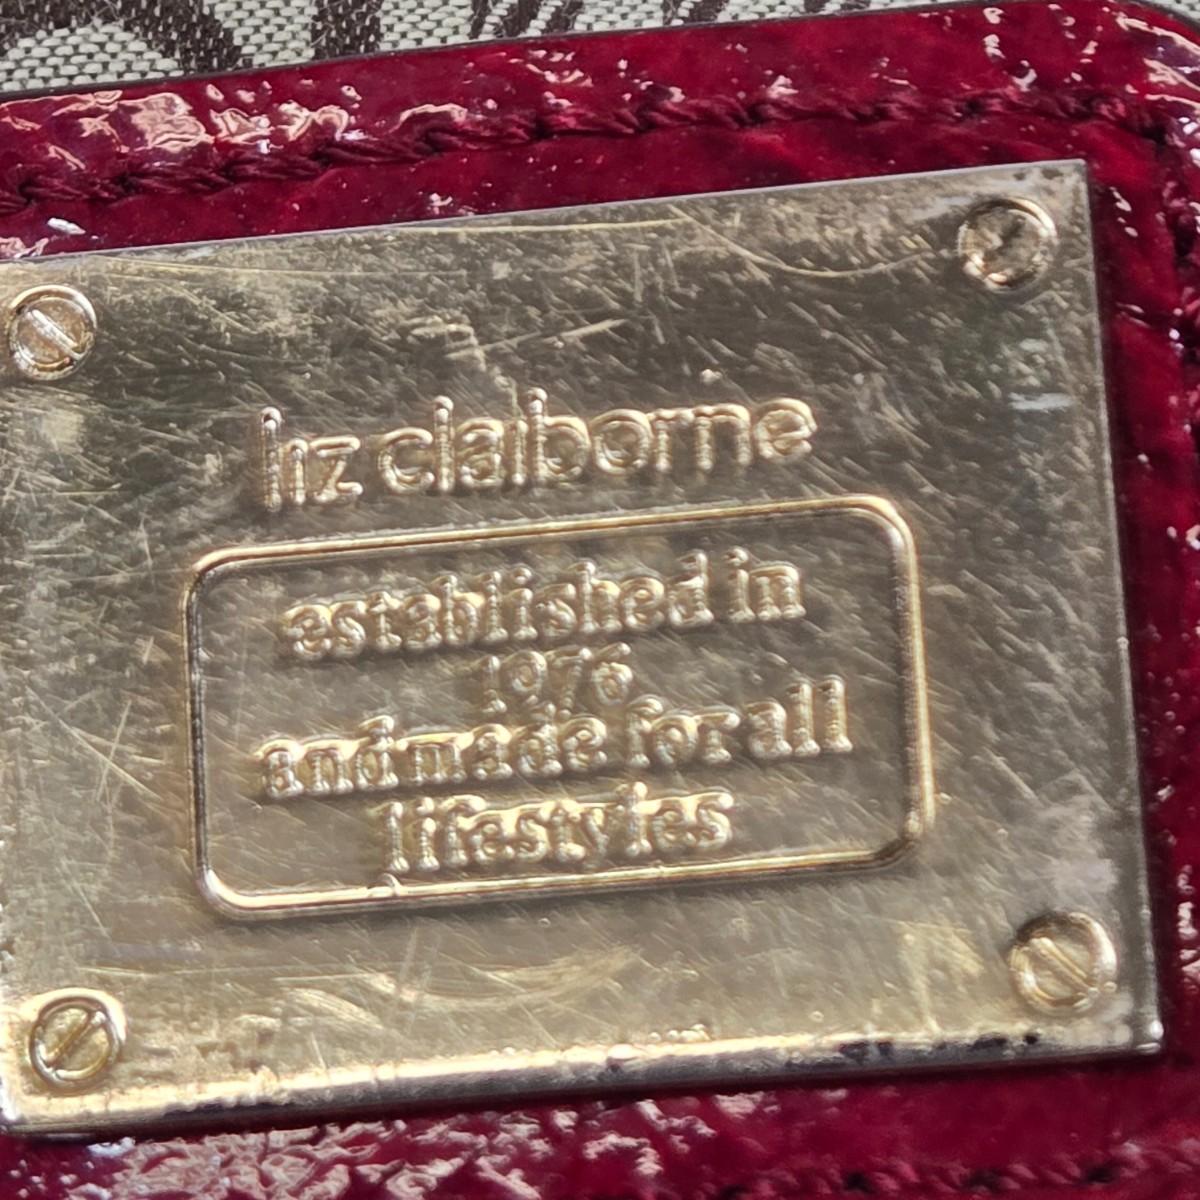 liz claiborne
established in
1976
and made for all
lifestyles